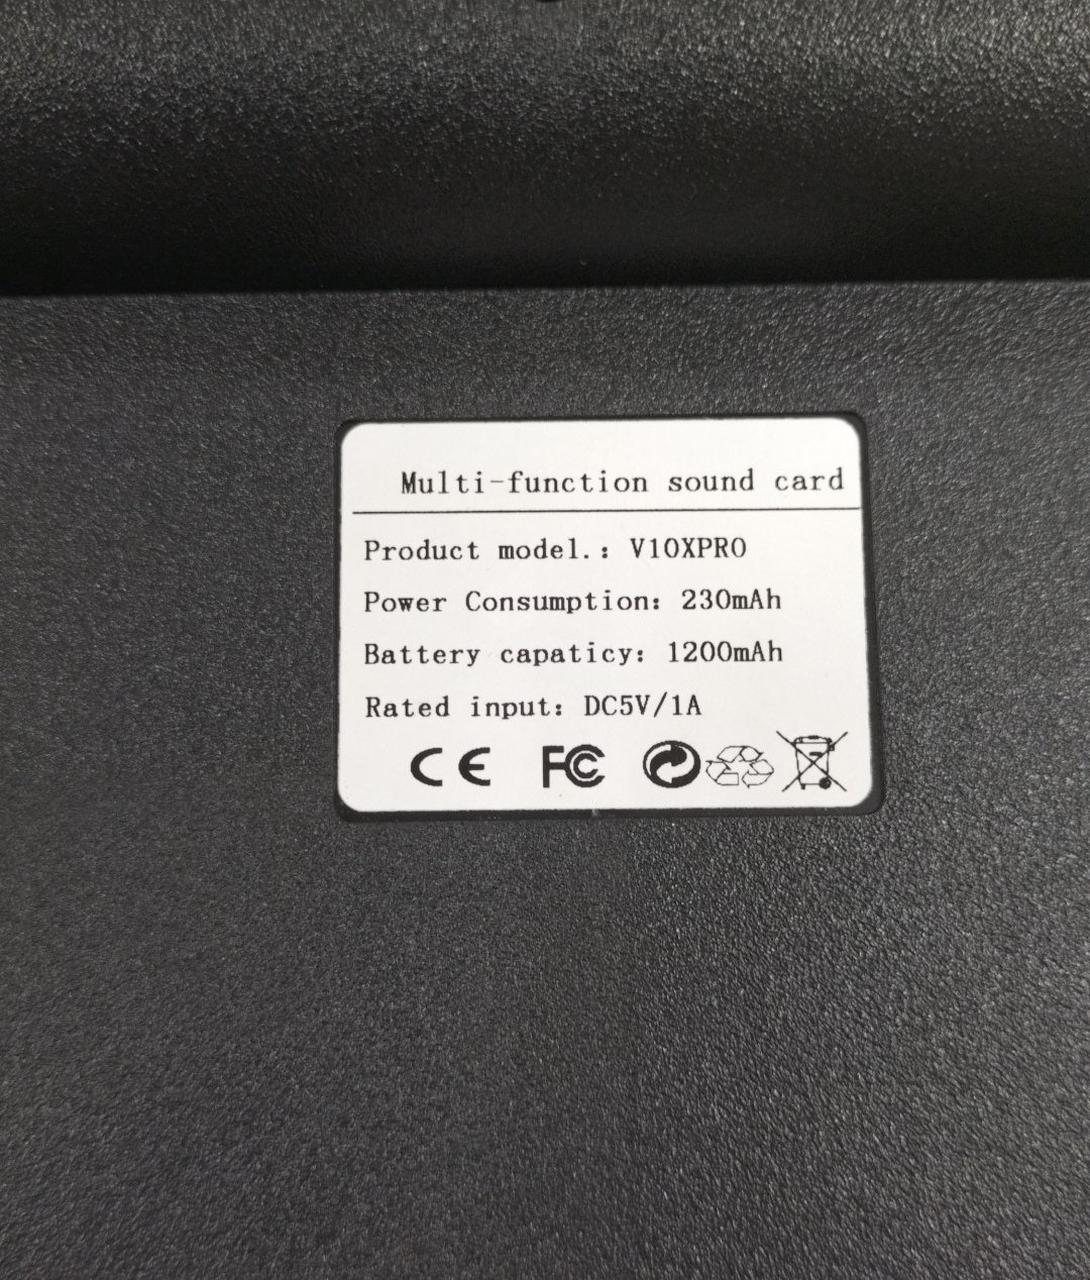 Multi-function sound card
Product model.: V10XPRO
Power Consumption: 230mAh
Battery capaticy: 1200mAh
Rated input: DC5V/1A
CE FC